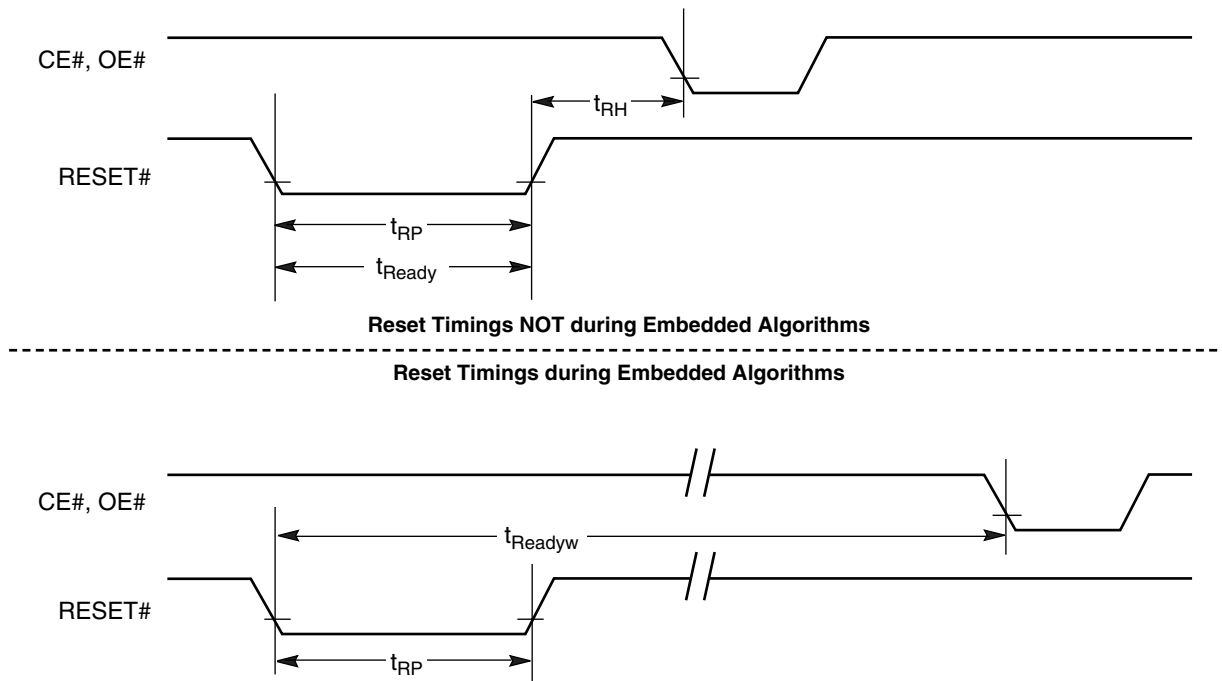 CE#, OE#
tRH
RESET#
tRP
tReady
Reset Timings NOT during Embedded Algorithms
Reset Timings during Embedded Algorithms
CE#, OE#
tReadyw
RESET#
tRP